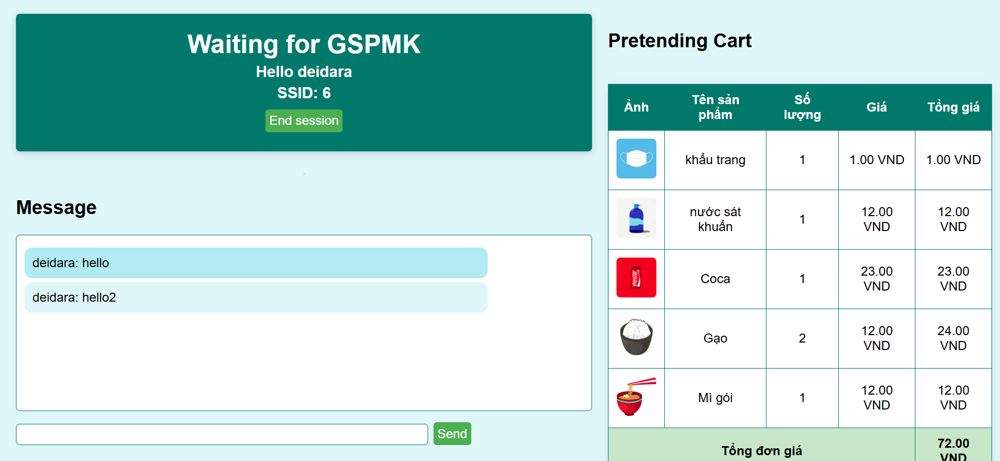 Waiting for GSPMK
Hello deidara
SSID: 6
End session
Message
deidara: hello
deidara: hello2
Send
Pretending Cart
Ảnh
Tên sản
phẩm
Số
lượng
Giá
Tổng giá
khẩu trang
1
1.00 VND
1.00 VND
nước sát
khuẩn
1
12.00
VND
12.00
VND
Coca
1
23.00
VND
23.00
VND
Gạo
2
12.00
VND
24.00
VND
Mì gói
1
12.00
VND
12.00
VND
Tổng đơn giá
72.00
VND